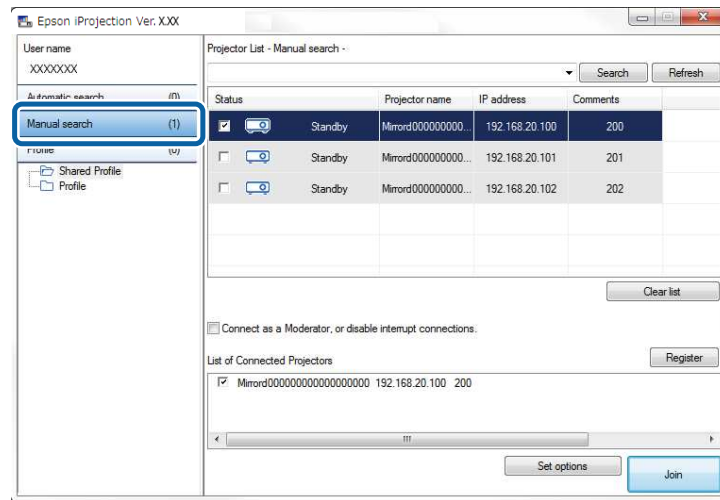 Epson iProjection Ver. X.XX
User name
XXXXXXX
Automatic search (0)
Manual search (1)
Profile (0)
Shared Profile
Profile
Projector List - Manual search -
Search Refresh
Status Projector name IP address Comments
Standby Mirrord000000000... 192.168.20.100 200
Standby Mirrord000000000... 192.168.20.101 201
Standby Mirrord000000000... 192.168.20.102 202
Clear list
Connect as a Moderator, or disable interrupt connections.
List of Connected Projectors Register
Mirrord000000000000000000 192.168.20.100 200
Set options Join